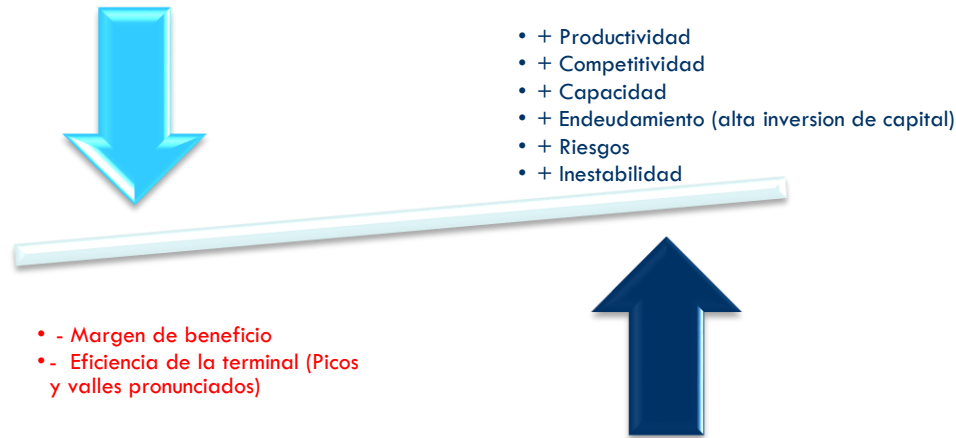 • + Productividad
• + Competitividad
• + Capacidad
• + Endeudamiento (alta inversion de capital)
• + Riesgos
• + Inestabilidad
• - Margen de beneficio
• - Eficiencia de la terminal (Picos
y valles pronunciados)